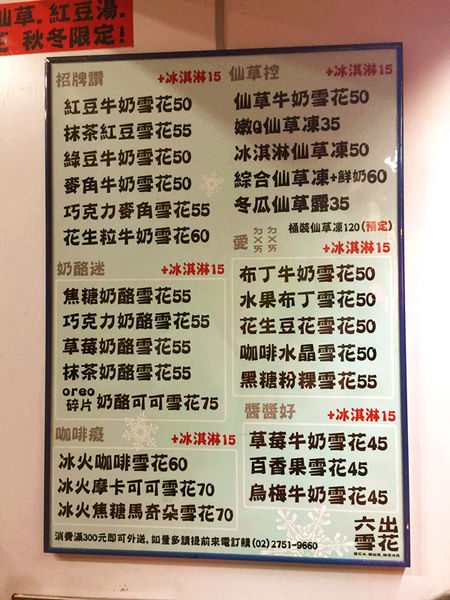 仙草.紅豆湯.
秋冬限定!
招牌讚 +冰淇淋15
紅豆牛奶雪花50
抹茶紅豆雪花55
綠豆牛奶雪花50
麥角牛奶雪花50
巧克力麥角雪花55
花生粒牛奶雪花60
奶酪迷 +冰淇淋15
焦糖奶酪雪花55
巧克力奶酪雪花55
草莓奶酪雪花55
抹茶奶酪雪花55
oreo碎片奶酪可可雪花75
咖啡癡 +冰淇淋15
冰火咖啡雪花60
冰火摩卡可可雪花70
冰火焦糖馬奇朵雪花70
仙草控 +冰淇淋15
仙草牛奶雪花50
嫩Q仙草凍35
冰淇淋仙草凍50
綜合仙草凍+鮮奶60
冬瓜仙草露35
桶裝仙草凍120(預定)
愛ㄉㄨㄞㄉㄨㄞ +冰淇淋15
布丁牛奶雪花50
水果布丁雪花50
花生豆花雪花50
咖啡水晶雪花50
黑糖粉粿雪花55
醬醬好 +冰淇淋15
草莓牛奶雪花45
百香果雪花45
烏梅牛奶雪花45
消費滿300元即可外送,如量多請提前來電訂購(02)2751-9660
六出
雪花